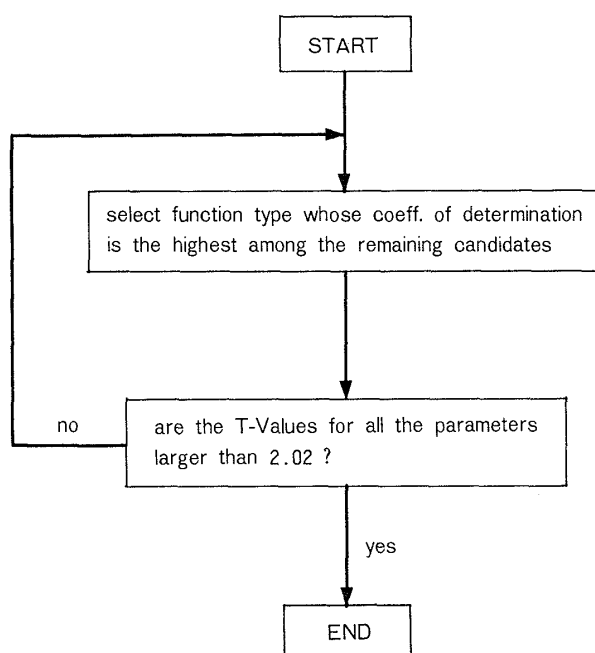 START
select function type whose coeff. of determination
is the highest among the remaining candidates
no
are the T-Values for all the parameters
larger than 2.02 ?
yes
END